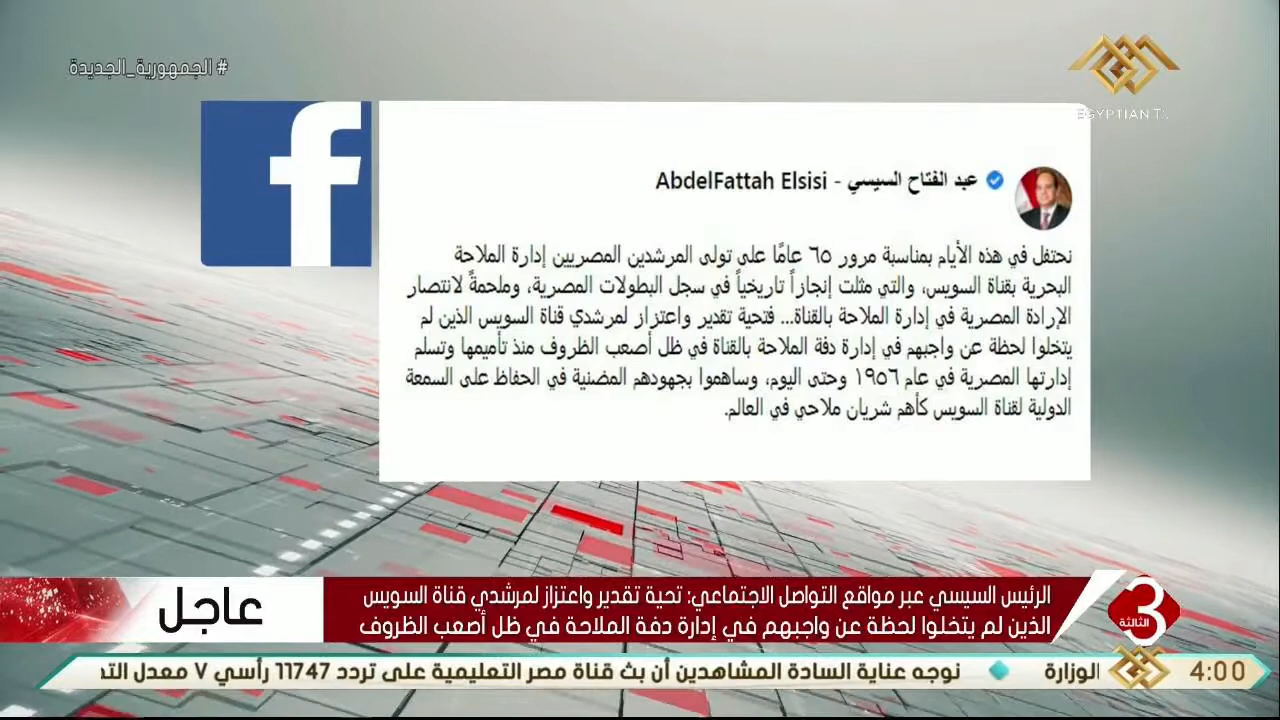 # الجمهورية_الجديدة
EGYPTIAN
عبد الفتاح السيسي - AbdelFattah Elsisi
نحتفل في هذه الأيام بمناسبة مرور ٦٥ عامًا على تولى المرشدين المصريين إدارة الملاحة
البحرية بقناة السويس، والتي مثلت إنجازاً تاريخياً في سجل البطولات المصرية، وملحمةً لانتصار
الإرادة المصرية في إدارة الملاحة بالقناة... فتحية تقدير واعتزاز لمرشدي قناة السويس الذين لم
يتخلوا لحظة عن واجبهم في إدارة دفة الملاحة بالقناة في ظل أصعب الظروف منذ تأميمها وتسلم
إدارتها المصرية في عام ١٩٥٦ وحتى اليوم، وساهموا بجهودهم المضنية في الحفاظ على السمعة
الدولية لقناة السويس كأهم شريان ملاحي في العالم.
عاجل
الرئيس السيسي عبر مواقع التواصل الاجتماعي: تحية تقدير واعتزاز لمرشدي قناة السويس
الذين لم يتخلوا لحظة عن واجبهم في إدارة دفة الملاحة في ظل أصعب الظروف
3
الثالثة
4:00
الوزارة
نوجه عناية السادة المشاهدين أن بث قناة مصر التعليمية على تردد 11747 رأسي V معدل